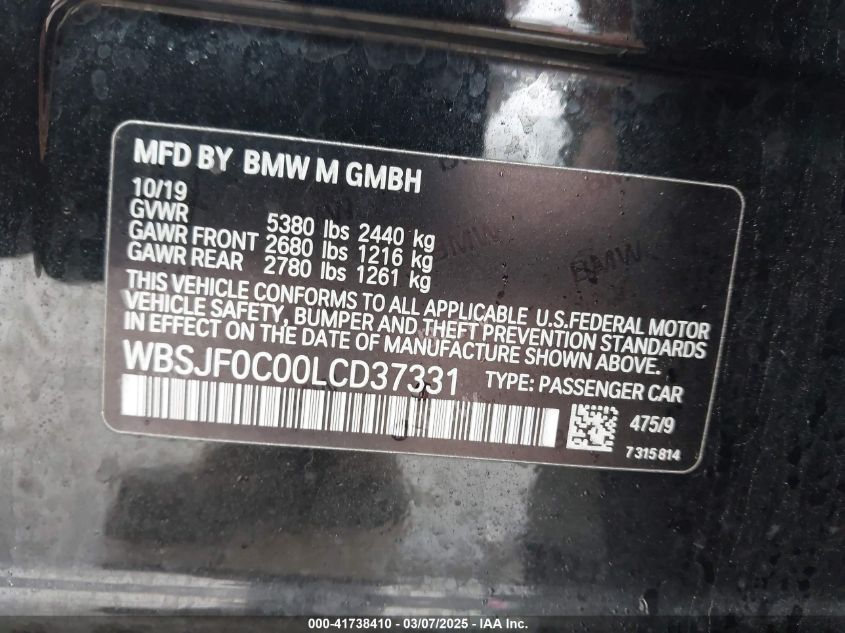 MFD BY BMW M GMBH
10/19
GVWR 5380 lbs 2440 kg
GAWR FRONT 2680 lbs 1216 kg
GAWR REAR 2780 lbs 1261 kg
THIS VEHICLE CONFORMS TO ALL APPLICABLE U.S.FEDERAL MOTOR
VEHICLE SAFETY, BUMPER AND THEFT PREVENTION STANDARDS
IN EFFECT ON THE DATE OF MANUFACTURE SHOWN ABOVE.
WBSJF0C00LCD37331 TYPE: PASSENGER CAR
475/9
7315814
BMW
BMW
000-41738410 - 03/07/2025 - IAA Inc.